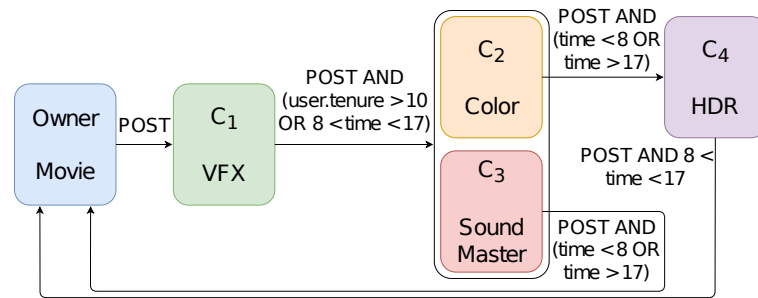 Owner
Movie
POST
C1
VFX
POST AND
(user.tenure > 10
OR 8 < time < 17)
C2
Color
C3
Sound
Master
POST AND
(time < 8 OR
time > 17)
C4
HDR
POST AND 8 <
time < 17
POST AND
(time < 8 OR
time > 17)